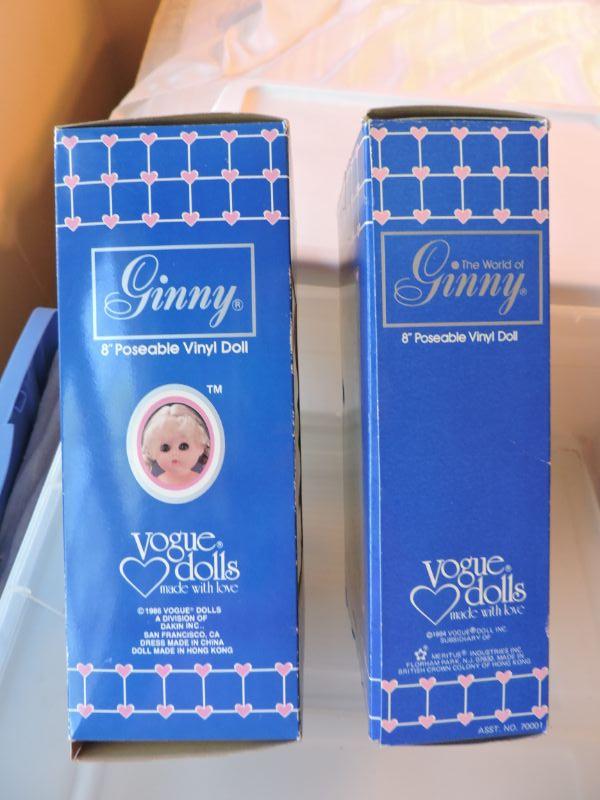 Ginny®
8" Poseable Vinyl Doll
TM
vogue®
dolls
made with love
©1986 VOGUE® DOLLS
A DIVISION OF
DAKIN INC.,
SAN FRANCISCO, CA
DRESS MADE IN CHINA
DOLL MADE IN HONG KONG
The World of
Ginny®
8" Poseable Vinyl Doll
vogue®
dolls
made with love
©1984 VOGUE® DOLL INC.
SUBSIDIARY OF
MERITUS® INDUSTRIES INC.
FLORHAM PARK, N.J. 07932 MADE IN
BRITISH CROWN COLONY OF HONG KONG
ASST. NO. 70001